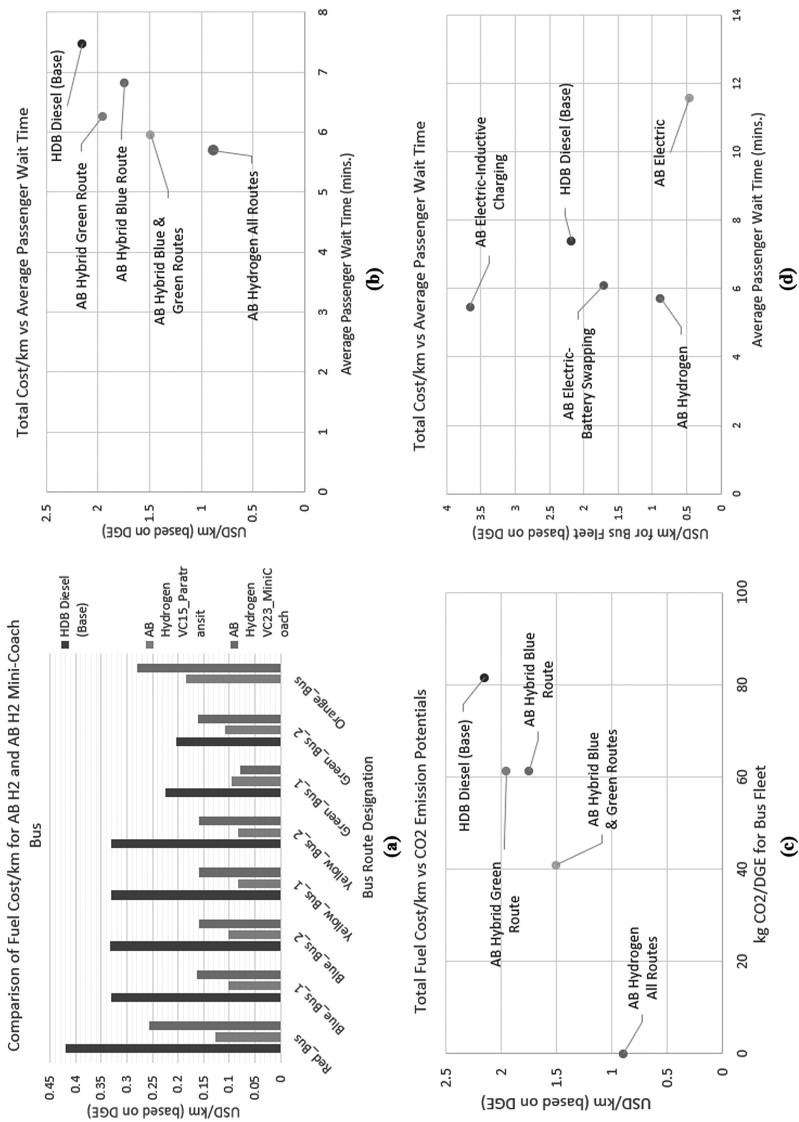 Comparison of Fuel Cost/km for AB H2 and AB H2 Mini-Coach
Bus
USD/km (based on DGE)
0.45
0.4
0.35
0.3
0.25
0.2
0.15
0.1
0.05
0
Red_Bus
Blue_Bus_1
Blue_Bus_2
Yellow_Bus_1
Yellow_Bus_2
Green_Bus_1
Green_Bus_2
Orange_Bus
Bus Route Designation
HDB Diesel
(Base)
AB
Hydrogen
VC15_Paratr
ansit
AB
Hydrogen
VC23_MiniC
oach
(a)
Total Cost/km vs Average Passenger Wait Time
USD/km (based on DGE)
2.5
2
1.5
1
0.5
0
HDB Diesel (Base)
AB Hybrid Green Route
AB Hybrid Blue Route
AB Hybrid Blue &
Green Routes
AB Hydrogen All Routes
0 1 2 3 4 5 6 7 8
Average Passenger Wait Time (mins.)
(b)
Total Fuel Cost/km vs CO2 Emission Potentials
USD/km (based on DGE)
2.5
2
1.5
1
0.5
0
HDB Diesel (Base)
AB Hybrid Green
Route
AB Hybrid Blue
Route
AB Hybrid Blue
& Green Routes
AB Hydrogen
All Routes
0 20 40 60 80 100
kg CO2/DGE for Bus Fleet
(c)
Total Cost/km vs Average Passenger Wait Time
USD/km for Bus Fleet (based on DGE)
4
3.5
3
2.5
2
1.5
1
0.5
0
AB Electric-Inductive
Charging
HDB Diesel (Base)
AB Electric-
Battery Swapping
AB Electric
AB Hydrogen
0 2 4 6 8 10 12 14
Average Passenger Wait Time (mins.)
(d)